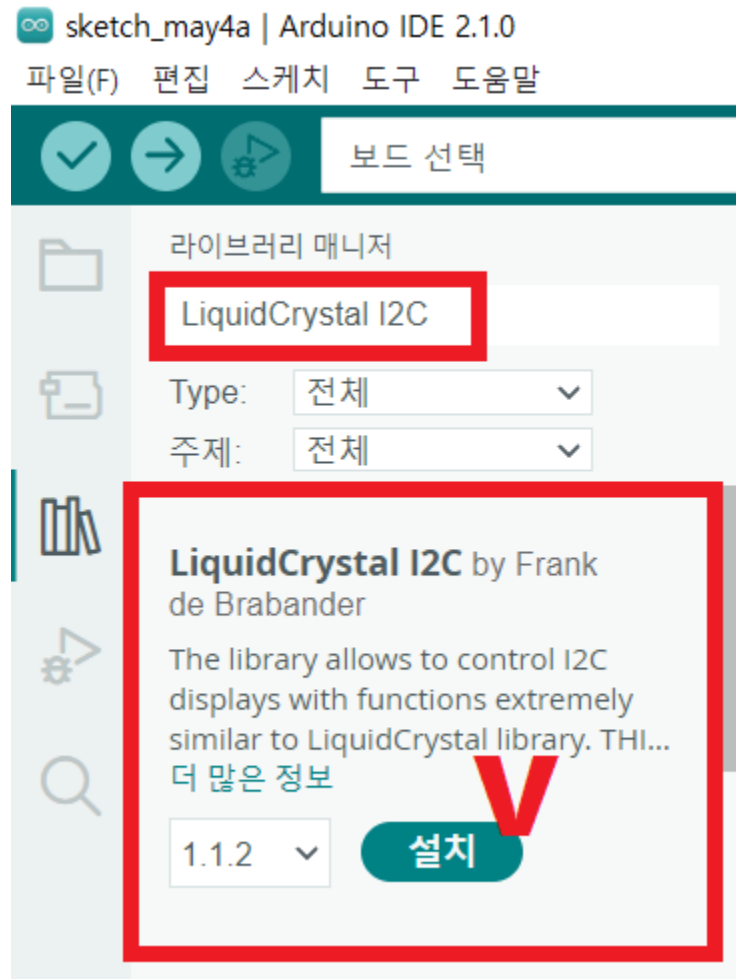 sketch_may4a | Arduino IDE 2.1.0
파일(F) 편집 스케치 도구 도움말
보드 선택
라이브러리 매니저
LiquidCrystal I2C
Type: 전체
주제: 전체
LiquidCrystal I2C by Frank
de Brabander
The library allows to control I2C
displays with functions extremely
similar to LiquidCrystal library. THI...
더 많은 정보
V
1.1.2 설치